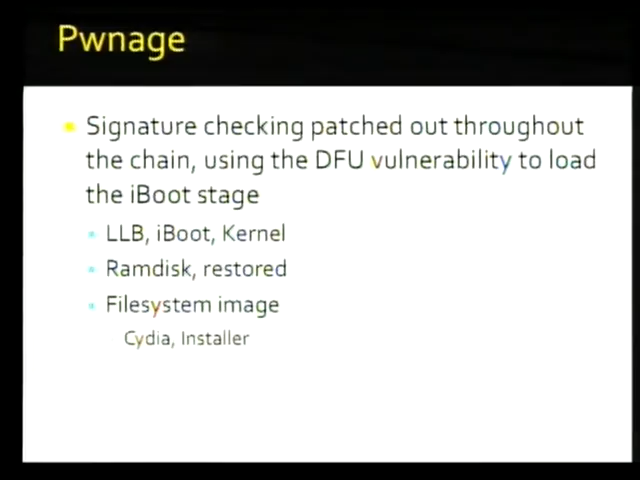 Pwnage
Signature checking patched out throughout
the chain, using the DFU vulnerability to load
the iBoot stage
LLB, iBoot, Kernel
Ramdisk, restored
Filesystem image
Cydia, Installer